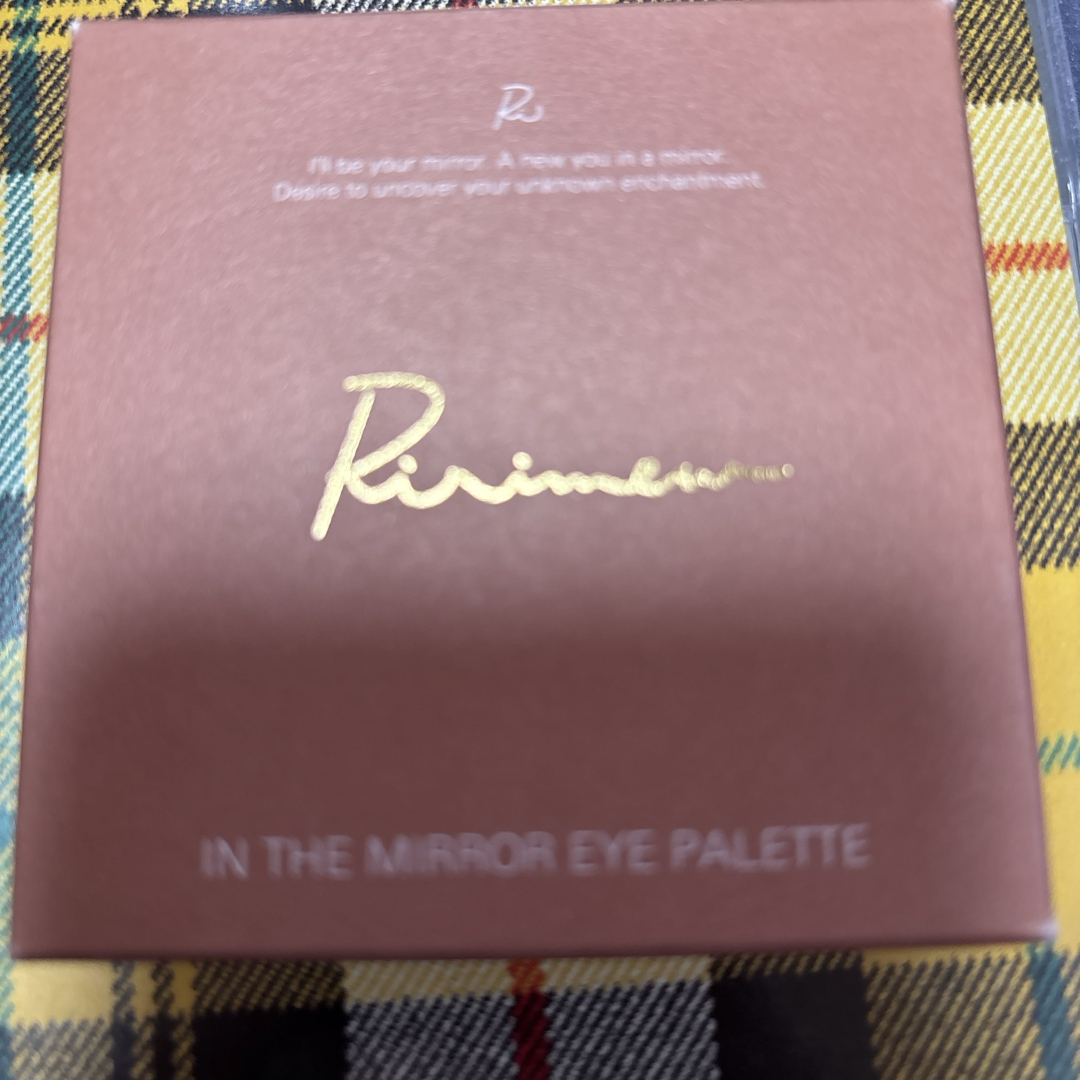 Ri
I'll be your mirror. A new you in a mirror.
Desire to uncover your unknown enchantment.
Ririmew
IN THE MIRROR EYE PALETTE